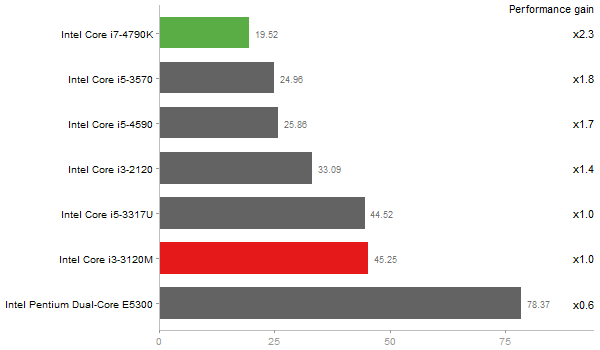 Performance gain
Intel Core i7-4790K 19.52 x2.3
Intel Core i5-3570 24.96 x1.8
Intel Core i5-4590 25.86 x1.7
Intel Core i3-2120 33.09 x1.4
Intel Core i5-3317U 44.52 x1.0
Intel Core i3-3120M 45.25 x1.0
Intel Pentium Dual-Core E5300 78.37 x0.6
0 25 50 75